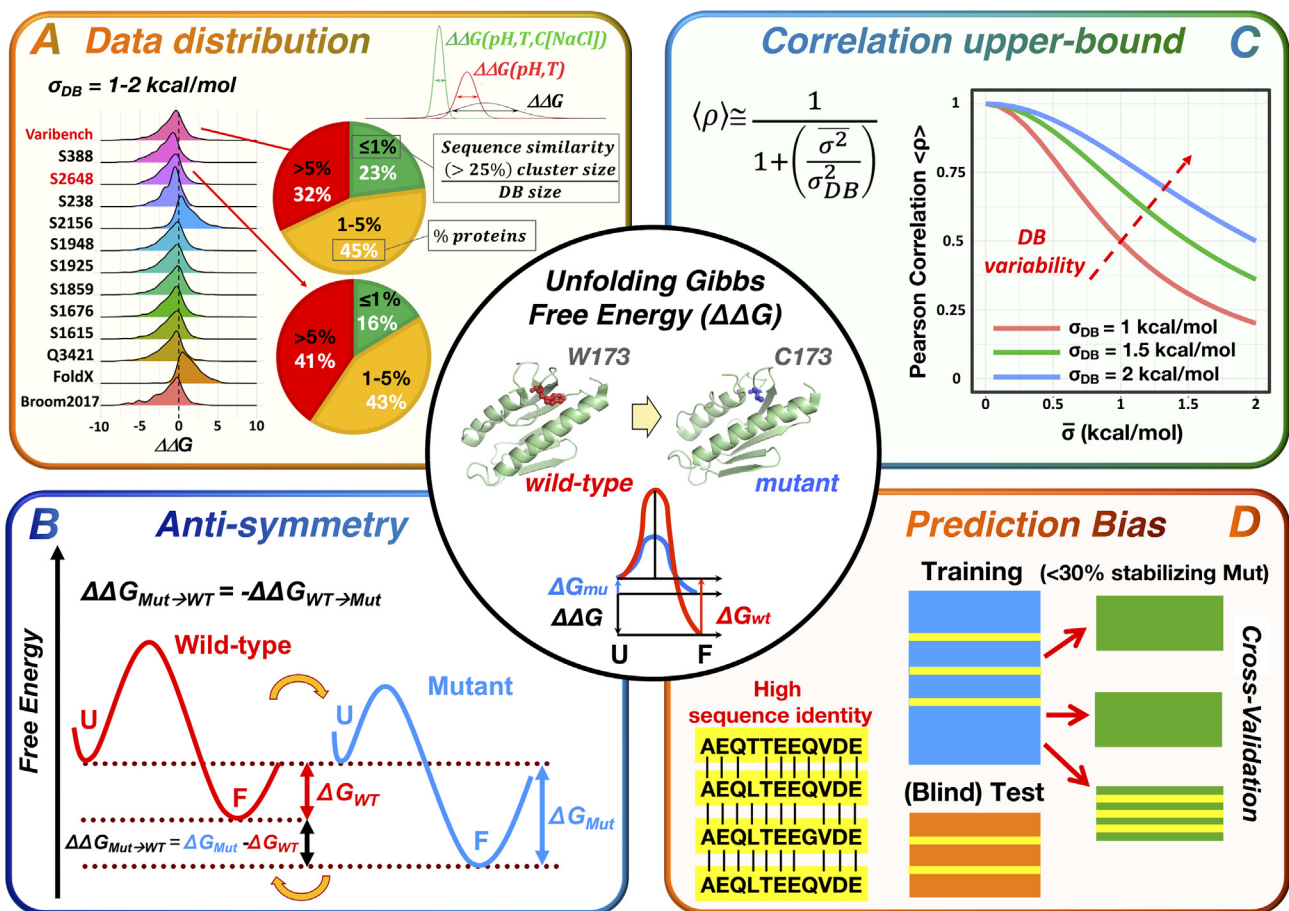 A Data distribution
σDB = 1-2 kcal/mol
ΔΔG(pH,T,C[NaCl])
ΔΔG(pH,T)
ΔΔG
Varibench
S388
S2648
S238
S2156
S1948
S1925
S1859
S1676
S1615
Q3421
FoldX
Broom2017
-10 -5 0 5 10
ΔΔG
≤1%
23%
>5%
32%
1-5%
45%
Sequence similarity
(> 25%) cluster size
DB size
% proteins
≤1%
16%
>5%
41%
1-5%
43%
Correlation upper-bound C
⟨ρ⟩≅ 1
1+(σ²
σ²DB)
Pearson Correlation <ρ>
1
0.75
0.5
0.25
0
DB
variability
σDB = 1 kcal/mol
σDB = 1.5 kcal/mol
σDB = 2 kcal/mol
0 0.5 1 1.5 2
σ̅ (kcal/mol)
Unfolding Gibbs
Free Energy (ΔΔG)
W173 C173
wild-type mutant
ΔGmu
ΔΔG
ΔGwt
U F
B Anti-symmetry
Free Energy
ΔΔGMut→WT = -ΔΔGWT→Mut
Wild-type
Mutant
U
U
F
ΔGWT
ΔGMut
ΔΔGMut→WT = ΔGMut -ΔGWT
F
Prediction Bias D
Training (<30% stabilizing Mut)
Cross-Validation
High
sequence identity
AEQTTEEQVDE
AEQLTEEQVDE
AEQLTEEGVDE
AEQLTEEQVDE
(Blind) Test